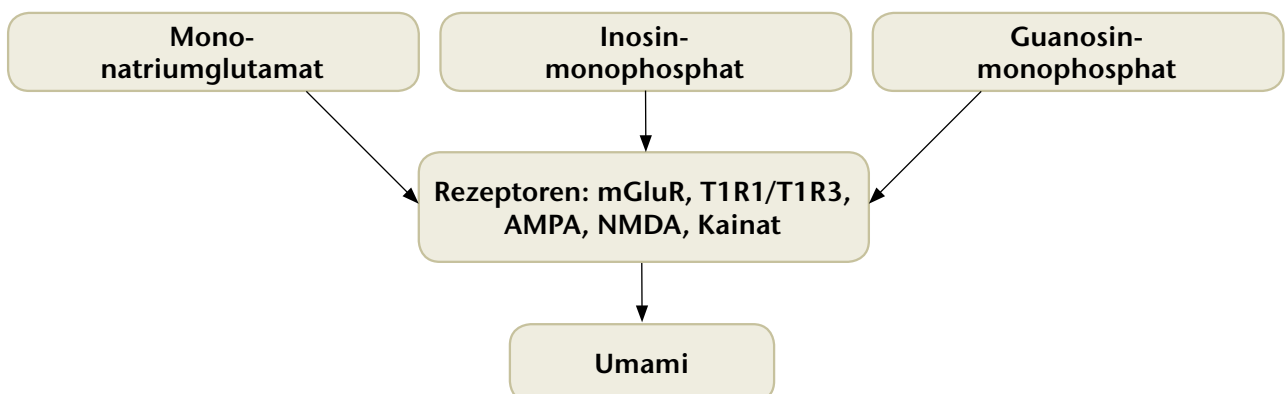 Mono-
natriumglutamat
Inosin-
monophosphat
Guanosin-
monophosphat
Rezeptoren: mGluR, T1R1/T1R3,
AMPA, NMDA, Kainat
Umami